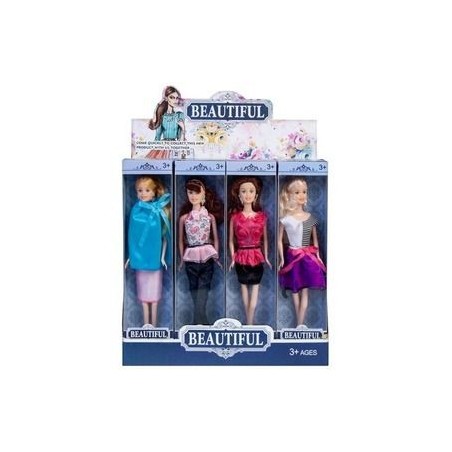 BEAUTIFUL
COME QUICKLY TO COLLECT THIS NEW
PRODUCT WITH US TOGETHER
3+
3+
3+
3+
BEAUTIFUL
BEAUTIFUL
BEAUTIFUL
3+ AGES